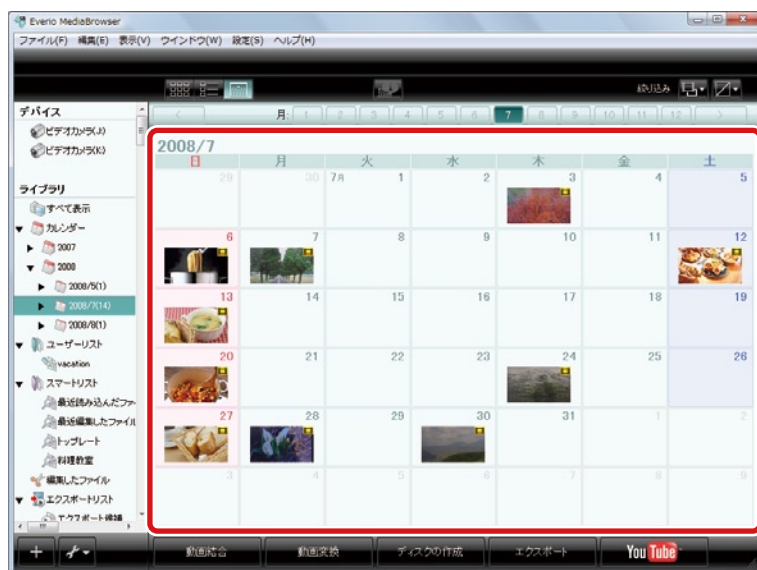 Everio MediaBrowser
ファイル(F) 編集(E) 表示(V) ウインドウ(W) 設定(S) ヘルプ(H)
絞り込み
デバイス
ビデオカメラ(J)
ビデオカメラ(K)
ライブラリ
すべて表示
カレンダー
2007
2008
2008/5(1)
2008/7(14)
2008/8(1)
ユーザーリスト
vacation
スマートリスト
最近読み込んだファ
最近編集したファイル
トップレート
料理教室
編集したファイル
エクスポートリスト
エクスポート候補
< 月: 1 2 3 4 5 6 7 8 9 10 11 12 >
2008/7
日 月 火 水 木 金 土
29 30 7月 1 2 3 4 5
6 7 8 9 10 11 12
13 14 15 16 17 18 19
20 21 22 23 24 25 26
27 28 29 30 31 1 2
3 4 5 6 7 8 9
動画結合 動画変換 ディスクの作成 エクスポート YouTube